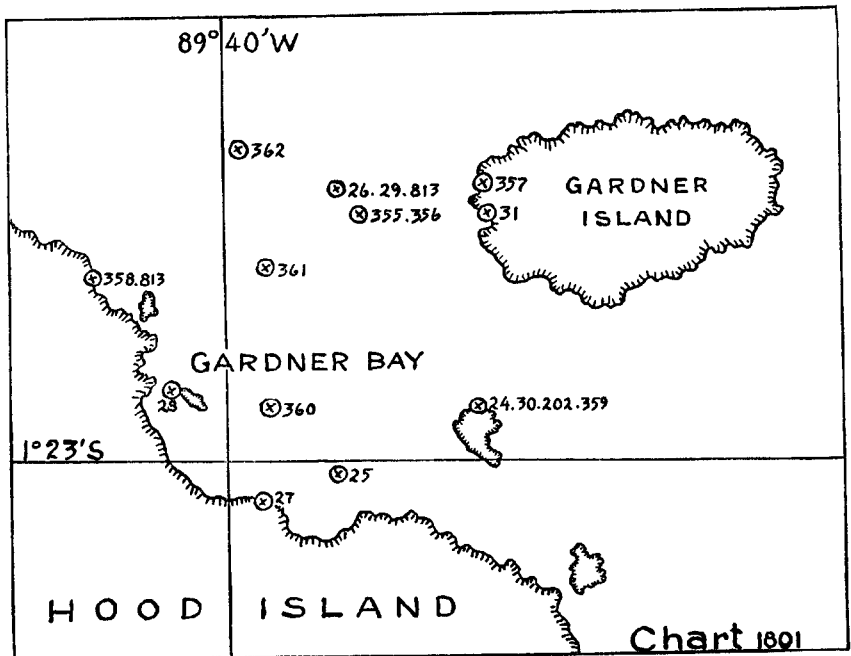 89°40'W
362
26.29.813
357
GARDNER
355.356
31
ISLAND
361
358.813
GARDNER BAY
28
360
24.30.202.359
1°23'S
25
27
HOOD ISLAND
Chart 1801